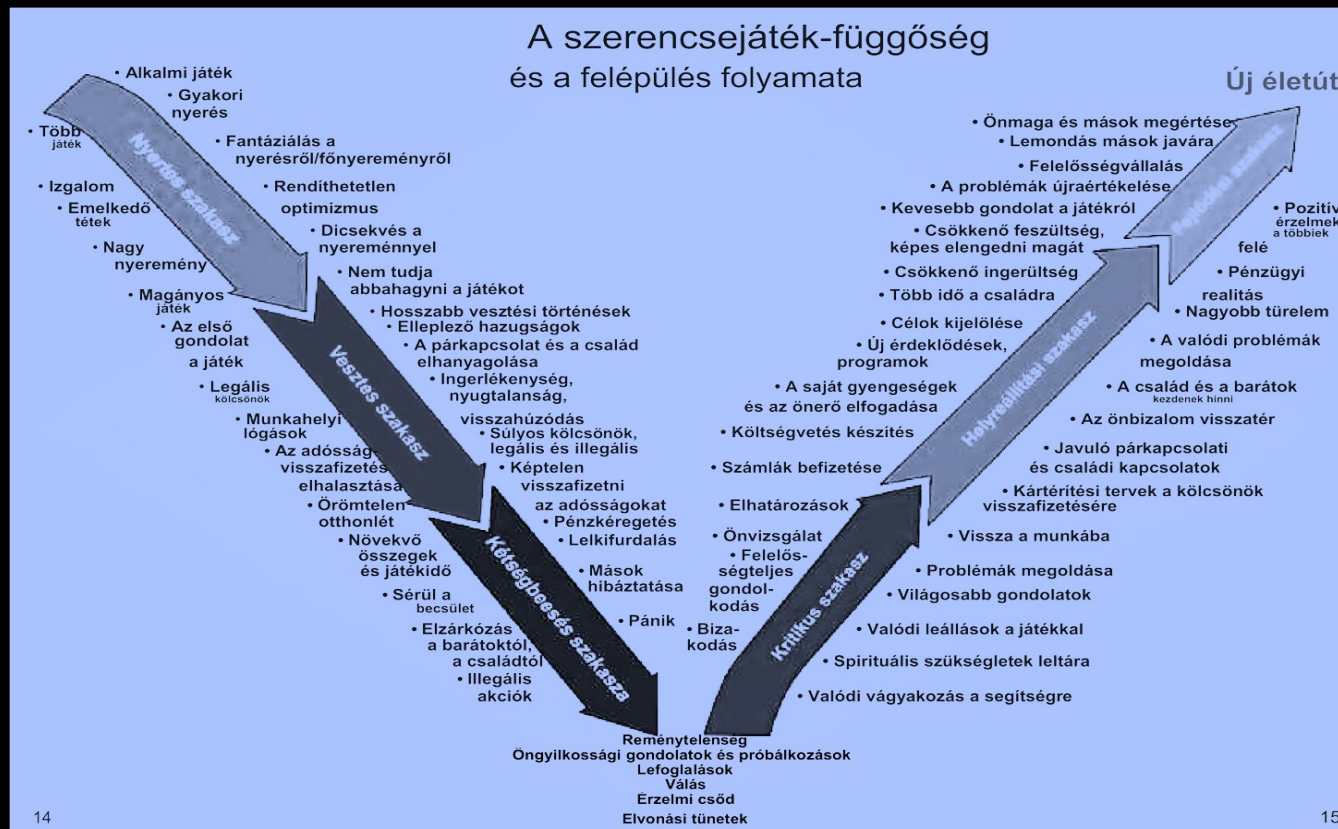 A szerencsejáték-függőség
és a felépülés folyamata
Új életút
• Alkalmi játék
• Gyakori
nyerés
• Több
játék
• Fantáziálás a
nyerésről/főnyereményről
• Izgalom
• Rendíthetetlen
optimizmus
• Emelkedő
tétek
• Dicsekvés a
nyereménnyel
• Nagy
nyeremény
• Nem tudja
abbahagyni a játékot
Nyertes szakasz
• Magányos
játék
• Hosszabb vesztési történések
• Elleplező hazugságok
• Az első
gondolat
a játék
• A párkapcsolat és a család
elhanyagolása
• Ingerlékenység,
nyugtalanság,
visszahúzódás
• Legális
kölcsönök
• Munkahelyi
lógások
• Súlyos kölcsönök,
legális és illegális
• Az adósság
visszafizetés
elhalasztása
• Képtelen
visszafizetni
az adósságokat
Vesztes szakasz
• Örömtelen
otthonlét
• Pénzkéregetés
• Lelkifurdalás
• Növekvő
összegek
és játékidő
• Mások
hibáztatása
• Sérül a
becsület
• Pánik
• Elzárkózás
a barátoktól,
a családtól
• Illegális
akciók
Kétségbeesés szakasza
Reménytelenség
Öngyilkossági gondolatok és próbálkozások
Lefoglalások
Válás
Érzelmi csőd
Elvonási tünetek
• Önmaga és mások megértése
• Lemondás mások javára
• Felelősségvállalás
• A problémák újraértékelése
• Kevesebb gondolat a játékról
• Csökkenő feszültség,
képes elengedni magát
• Csökkenő ingerültség
• Több idő a családra
• Célok kijelölése
• Új érdeklődések,
programok
• A saját gyengeségek
és az önerő elfogadása
• Költségvetés készítés
• Számlák befizetése
• Elhatározások
• Önvizsgálat
• Felelős-
ségteljes
gondol-
kodás
• Biza-
kodás
Fejlődési szakasz
Helyreállítási szakasz
Kritikus szakasz
• Pozitív
érzelmek
a többiek
felé
• Pénzügyi
realitás
• Nagyobb türelem
• A valódi problémák
megoldása
• A család és a barátok
kezdenek hinni
• Az önbizalom visszatér
• Javuló párkapcsolati
és családi kapcsolatok
• Kártérítési tervek a kölcsönök
visszafizetésére
• Vissza a munkába
• Problémák megoldása
• Világosabb gondolatok
• Valódi leállások a játékkal
• Spirituális szükségletek leltára
• Valódi vágyakozás a segítségre
14
15